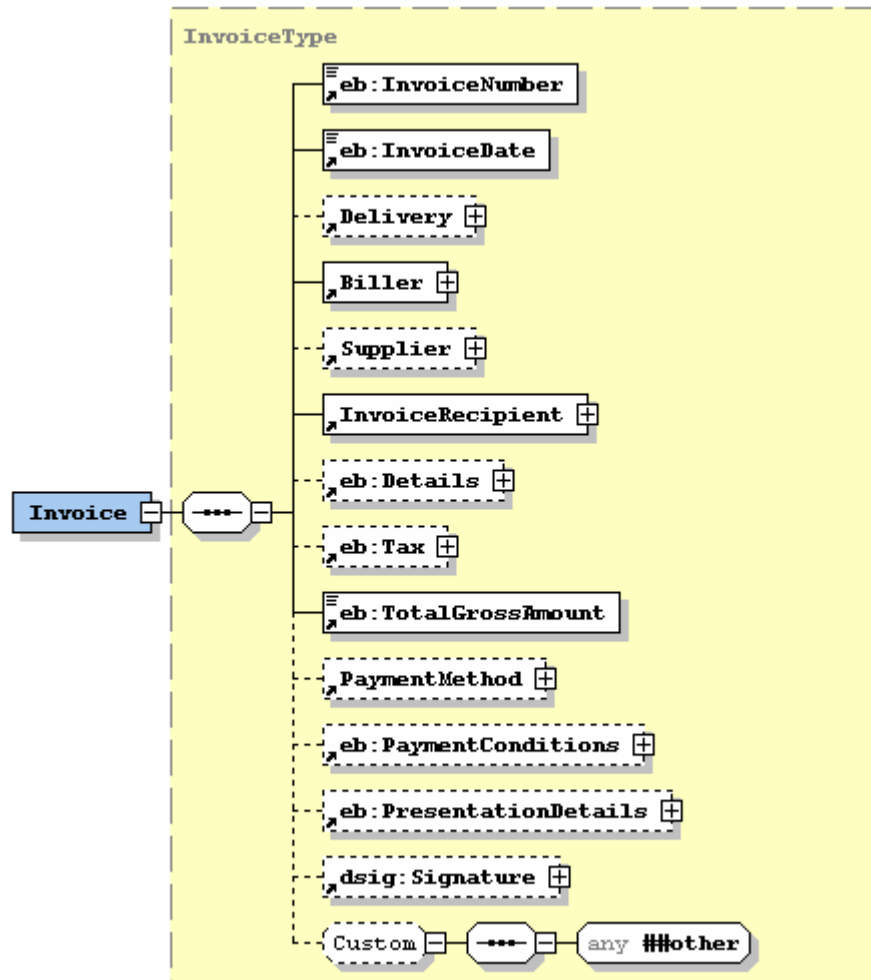 InvoiceType
eb:InvoiceNumber
eb:InvoiceDate
Delivery
Biller
Supplier
InvoiceRecipient
eb:Details
Invoice
eb:Tax
eb:TotalGrossAmount
PaymentMethod
eb:PaymentConditions
eb:PresentationDetails
dsig:Signature
Custom any ##other